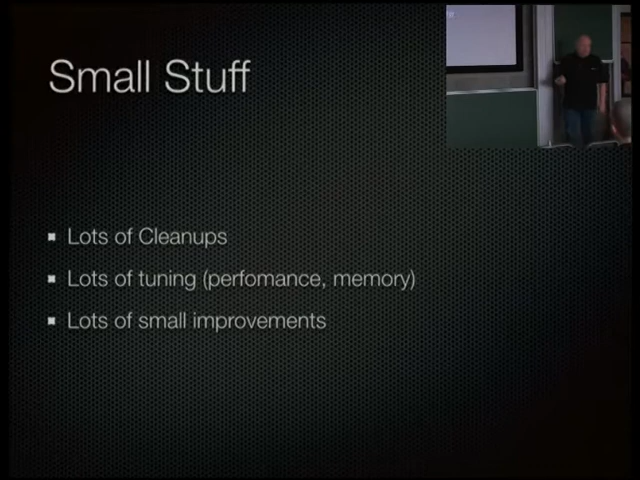 Small Stuff
Lots of Cleanups
Lots of tuning (perfomance, memory)
Lots of small improvements